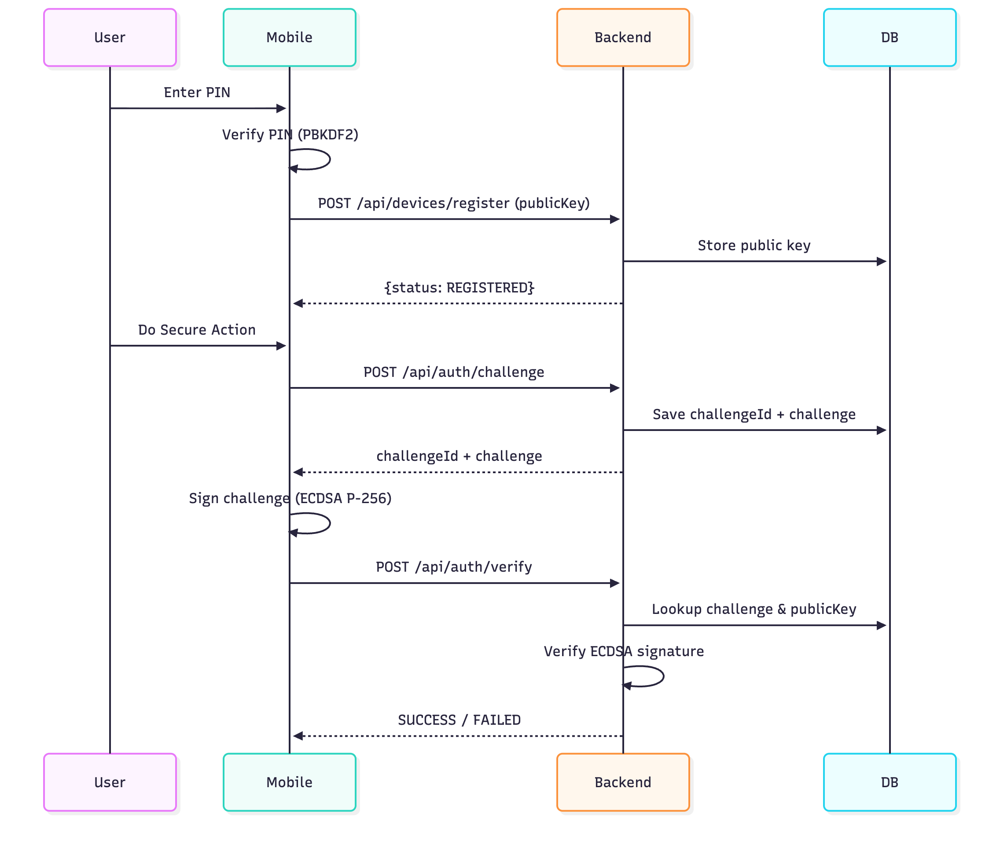 User
Mobile
Backend
DB
Enter PIN
Verify PIN (PBKDF2)
POST /api/devices/register (publicKey)
Store public key
{status: REGISTERED}
Do Secure Action
POST /api/auth/challenge
Save challengeId + challenge
challengeId + challenge
Sign challenge (ECDSA P-256)
POST /api/auth/verify
Lookup challenge & publicKey
Verify ECDSA signature
SUCCESS / FAILED
User
Mobile
Backend
DB